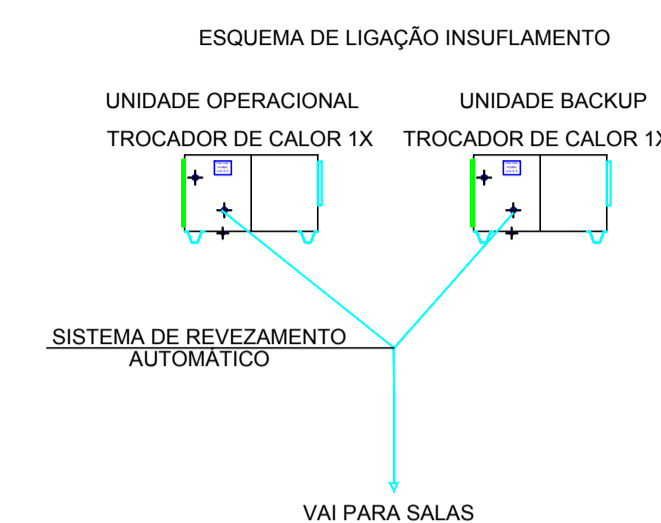 ESQUEMA DE LIGAÇÃO INSUFLAMENTO
UNIDADE OPERACIONAL
UNIDADE BACKUP
TROCADOR DE CALOR 1X
TROCADOR DE CALOR 1X
SISTEMA DE REVEZAMENTO
AUTOMÁTICO
VAI PARA SALAS